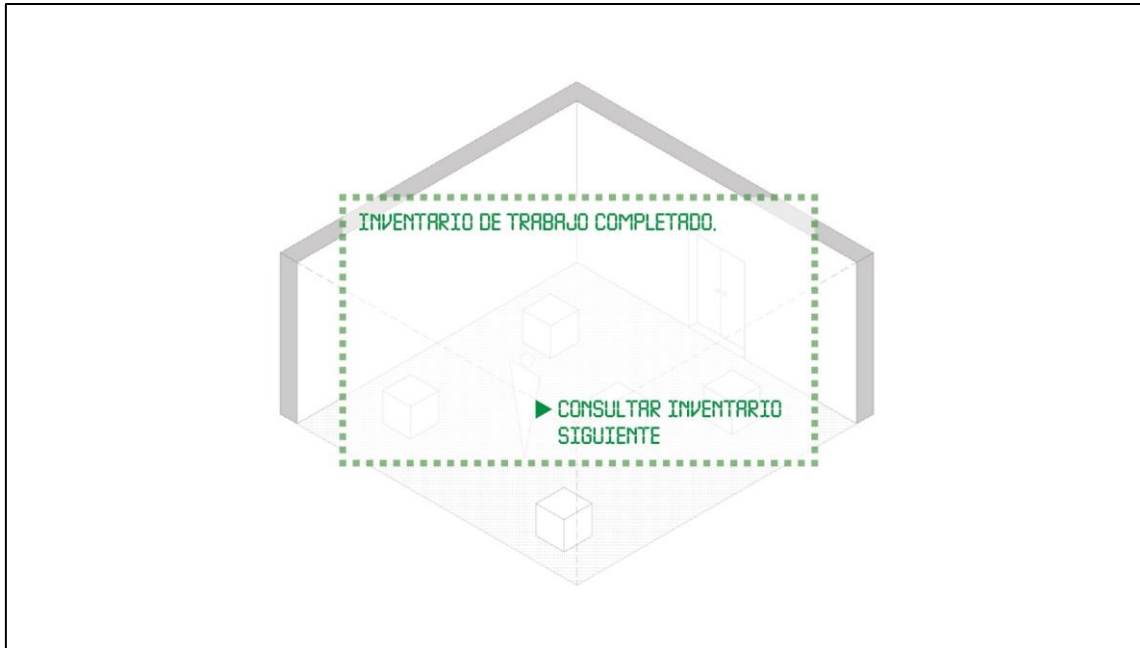 INVENTARIO DE TRABAJO COMPLETADO.
▶ CONSULTAR INVENTARIO
SIGUIENTE